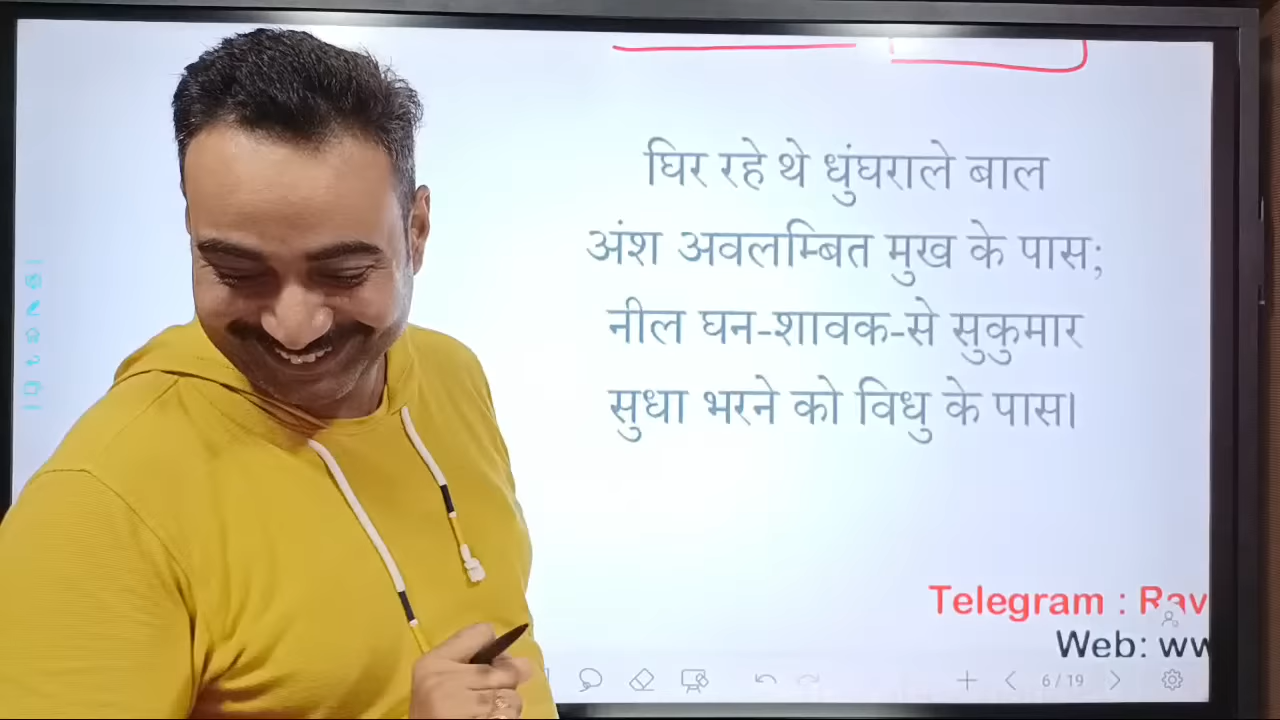 घिर रहे थे धुंघराले बाल
अंश अवलम्बित मुख के पास;
नील घन-शावक-से सुकुमार
सुधा भरने को विधु के पास।
Telegram : Rav
Web: ww
6/19